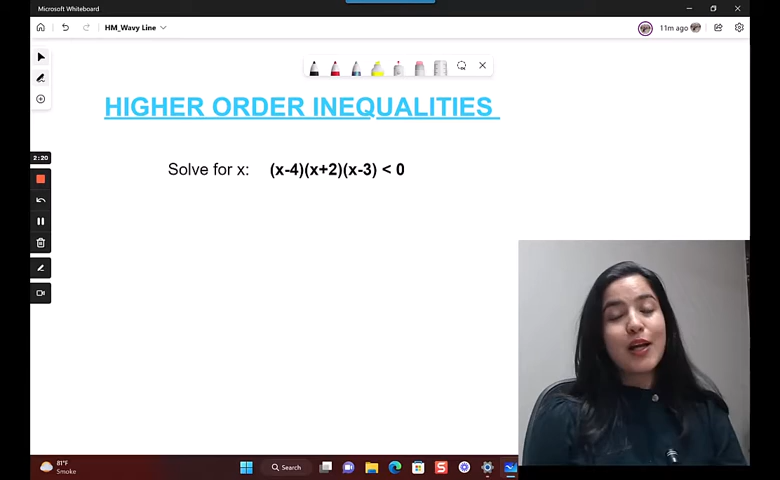 Microsoft Whiteboard
HM_Wavy Line
11m ago
HIGHER ORDER INEQUALITIES
2:20
Solve for x: (x-4)(x+2)(x-3) < 0
81°F
Smoke
Search